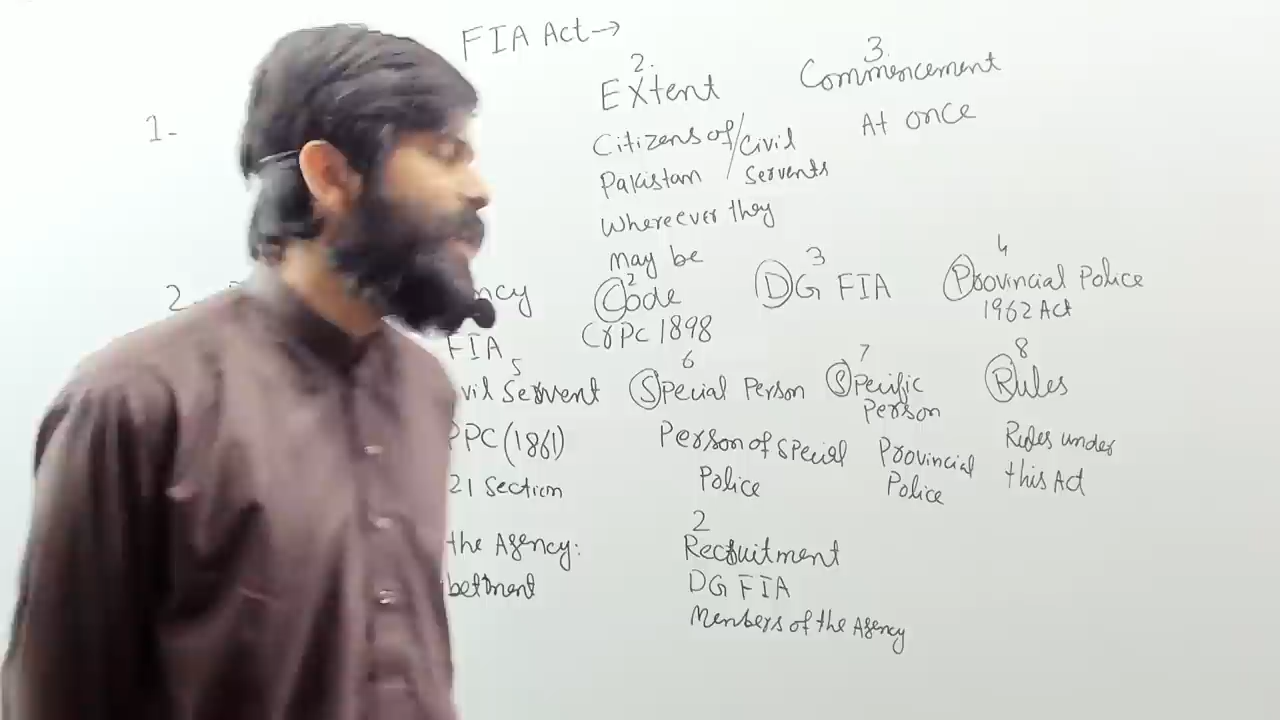 FIA Act→
2.
Extent
3.
Commencement
1-
Citizens of/Civil
At once
Pakistan / Servents
Whereever they
may be
2
Code
3
DG FIA
4
Provincial Police
1962 Act
CrPC 1898
FIA
5
Servent
6
Special Person
7
Specific
Person
8
Rules
PPC (1861)
21 Section
Person of Special
Police
Provincial
Police
Rules under
this Act
the Agency:
2
Recruitment
DG FIA
Members of the Agency